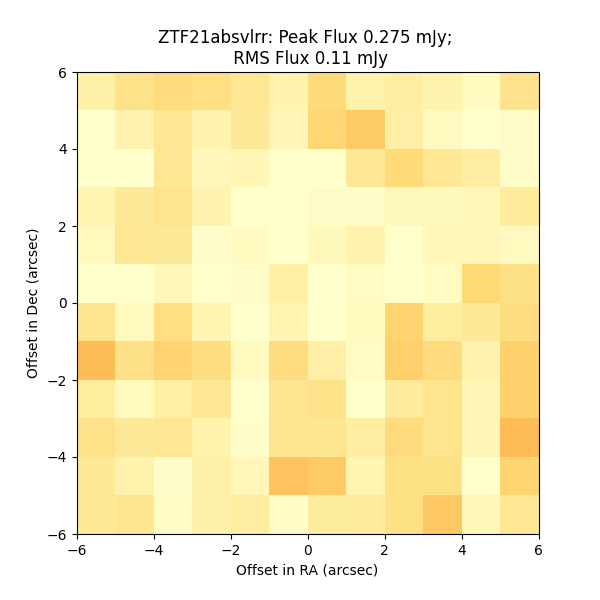 ZTF21absvlrr: Peak Flux 0.275 mJy;
RMS Flux 0.11 mJy
6
4
2
0
−2
−4
−6
Offset in Dec (arcsec)
−6 −4 −2 0 2 4 6
Offset in RA (arcsec)